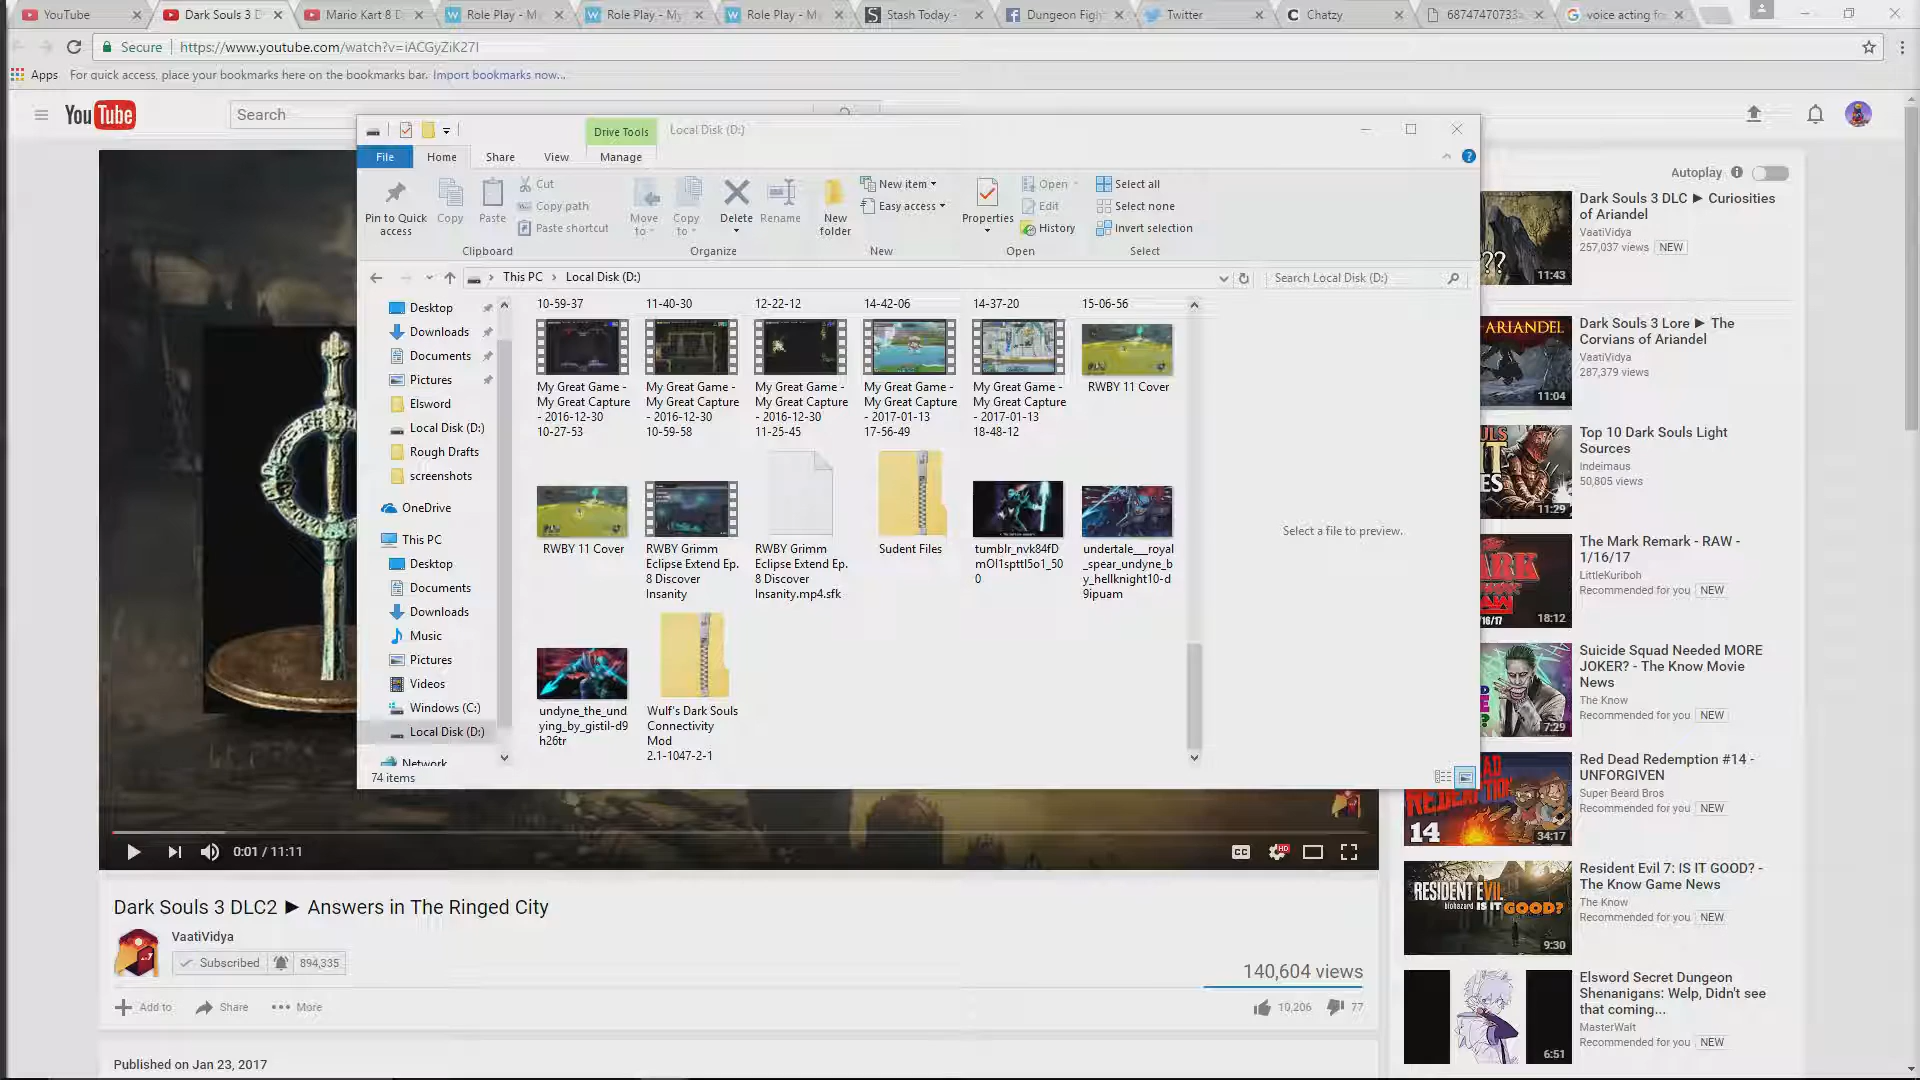 YouTube
Dark Souls 3 D
Mario Kart 8 D
Role Play - M
Role Play - My
Role Play - M
Stash Today -
Dungeon Figh
Twitter
Chatzy
68747470733
voice acting fo
Secure
https://www.youtube.com/watch?v=iACGyZiK27I
Apps
For quick access, place your bookmarks here on the bookmarks bar. Import bookmarks now...
YouTube
Search
Drive Tools
Local Disk (D:)
File
Home
Share
View
Manage
Pin to Quick access
Copy
Paste
Cut
Copy path
Paste shortcut
Clipboard
Move to
Copy to
Delete
Rename
Organize
New folder
New item
Easy access
New
Properties
Open
Edit
History
Open
Select all
Select none
Invert selection
Select
This PC
Local Disk (D:)
Search Local Disk (D:)
Desktop
Downloads
Documents
Pictures
Elsword
Local Disk (D:)
Rough Drafts
screenshots
OneDrive
This PC
Desktop
Documents
Downloads
Music
Pictures
Videos
Windows (C:)
Local Disk (D:)
Network
10-59-37
11-40-30
12-22-12
14-42-06
14-37-20
15-06-56
My Great Game - My Great Capture - 2016-12-30 10-27-53
My Great Game - My Great Capture - 2016-12-30 10-59-58
My Great Game - My Great Capture - 2016-12-30 11-25-45
My Great Game - My Great Capture - 2017-01-13 17-56-49
My Great Game - My Great Capture - 2017-01-13 18-48-12
RWBY 11 Cover
RWBY 11 Cover
RWBY Grimm Eclipse Extend Ep. 8 Discover Insanity
RWBY Grimm Eclipse Extend Ep. 8 Discover Insanity.mp4.sfk
Sudent Files
undertale___royal_spear_undyne_by_hellknight10-d9ipuam
undyne_the_undying_by_gistil-d9h26tr
Wulf's Dark Souls Connectivity Mod 2.1-1047-2-1
Select a file to preview.
74 items
0:01 / 11:11
CC
HD
Dark Souls 3 DLC2 ► Answers in The Ringed City
VaatiVidya
Subscribed
894,335
140,604 views
Add to
Share
More
10,206
77
Published on Jan 23, 2017
Autoplay
??
11:43
Dark Souls 3 DLC ► Curiosities of Ariandel
VaatiVidya
257,037 views
NEW
ARIANDEL
11:04
Dark Souls 3 Lore ► The Corvians of Ariandel
VaatiVidya
287,379 views
11:29
Top 10 Dark Souls Light Sources
Indeimaus
50,805 views
18:12
The Mark Remark - RAW - 1/16/17
LittleKuriboh
Recommended for you
NEW
7:29
Suicide Squad Needed MORE JOKER? - The Know Movie News
The Know
Recommended for you
NEW
14
34:17
Red Dead Redemption #14 - UNFORGIVEN
Super Beard Bros
Recommended for you
NEW
RESIDENT EVIL
biohazard IS IT GOOD?
9:30
Resident Evil 7: IS IT GOOD? - The Know Game News
The Know
Recommended for you
NEW
6:51
Elsword Secret Dungeon Shenanigans: Welp, Didn't see that coming...
MasterWait
Recommended for you
NEW